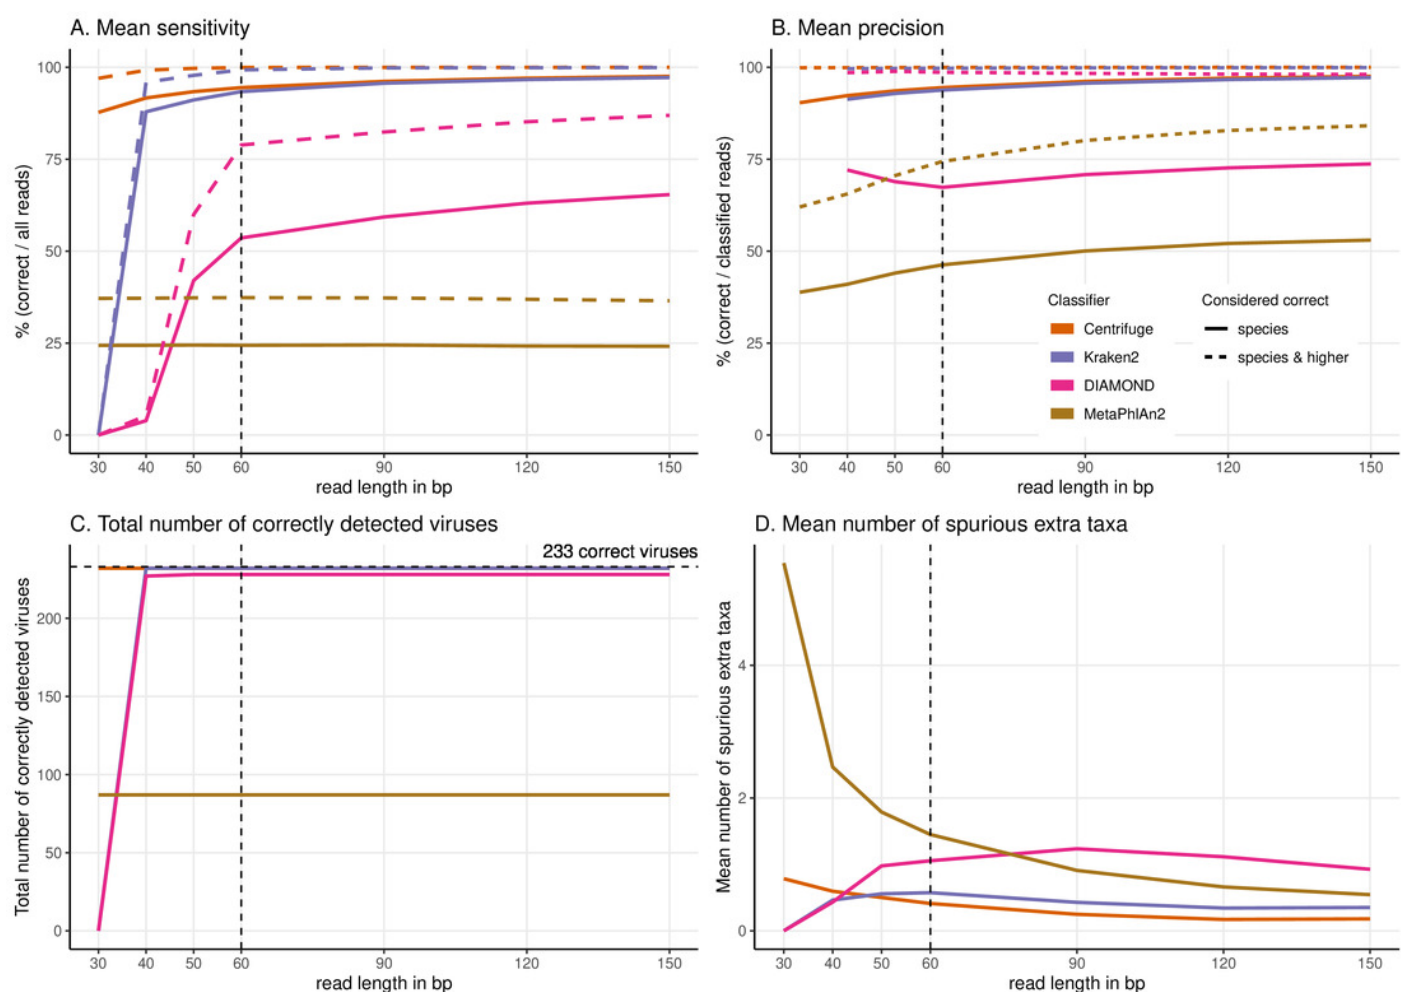 A. Mean sensitivity
% (correct / all reads)
100
75
50
25
0
30 40 50 60 90 120 150
read length in bp
B. Mean precision
% (correct / classified reads)
100
75
50
25
0
Classifier
Centrifuge
Kraken2
DIAMOND
MetaPhlAn2
Considered correct
species
species & higher
30 40 50 60 90 120 150
read length in bp
C. Total number of correctly detected viruses
233 correct viruses
Total number of correctly detected viruses
200
150
100
50
0
30 40 50 60 90 120 150
read length in bp
D. Mean number of spurious extra taxa
Mean number of spurious extra taxa
4
2
0
30 40 50 60 90 120 150
read length in bp